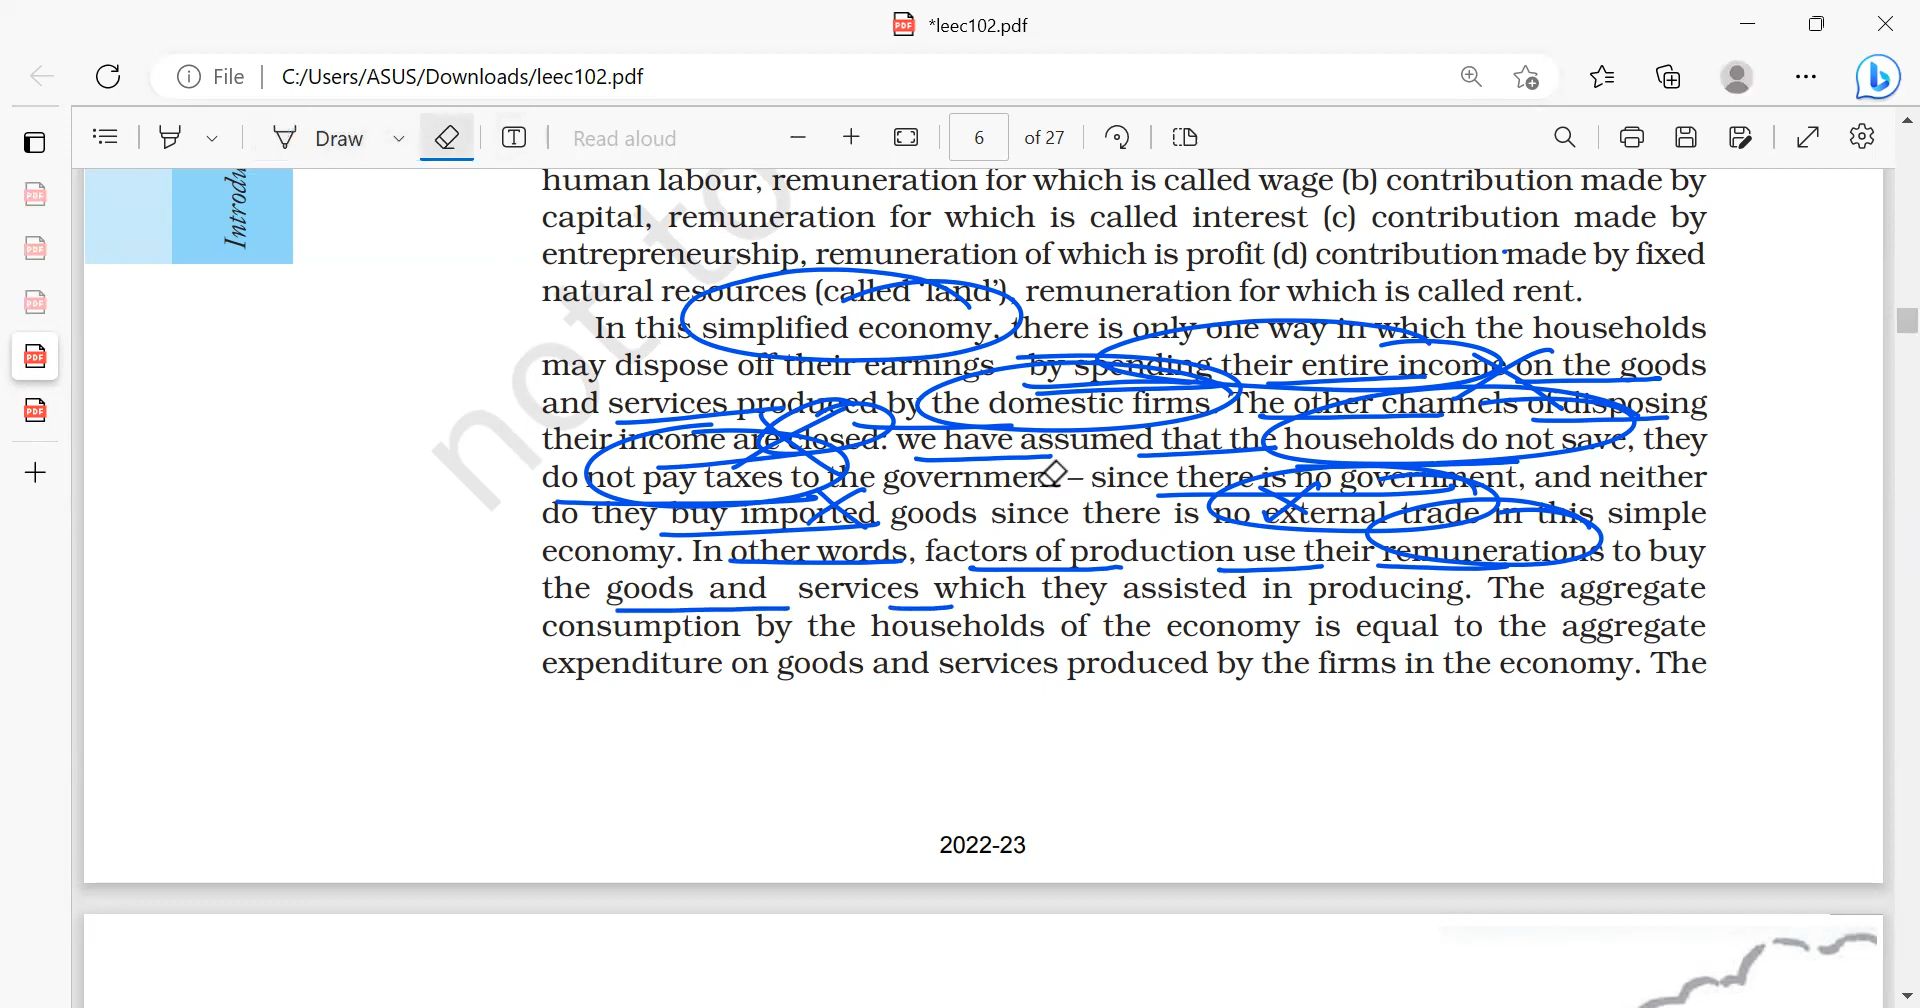 *leec102.pdf
File C:/Users/ASUS/Downloads/leec102.pdf
Draw Read aloud 6 of 27
Introdu
not to
human labour, remuneration for which is called wage (b) contribution made by
capital, remuneration for which is called interest (c) contribution made by
entrepreneurship, remuneration of which is profit (d) contribution made by fixed
natural resources (called 'land'), remuneration for which is called rent.
In this simplified economy, there is only one way in which the households
may dispose off their earnings – by spending their entire income on the goods
and services produced by the domestic firms. The other channels of disposing
their income are closed: we have assumed that the households do not save, they
do not pay taxes to the government – since there is no government, and neither
do they buy imported goods since there is no external trade in this simple
economy. In other words, factors of production use their remunerations to buy
the goods and services which they assisted in producing. The aggregate
consumption by the households of the economy is equal to the aggregate
expenditure on goods and services produced by the firms in the economy. The
2022-23